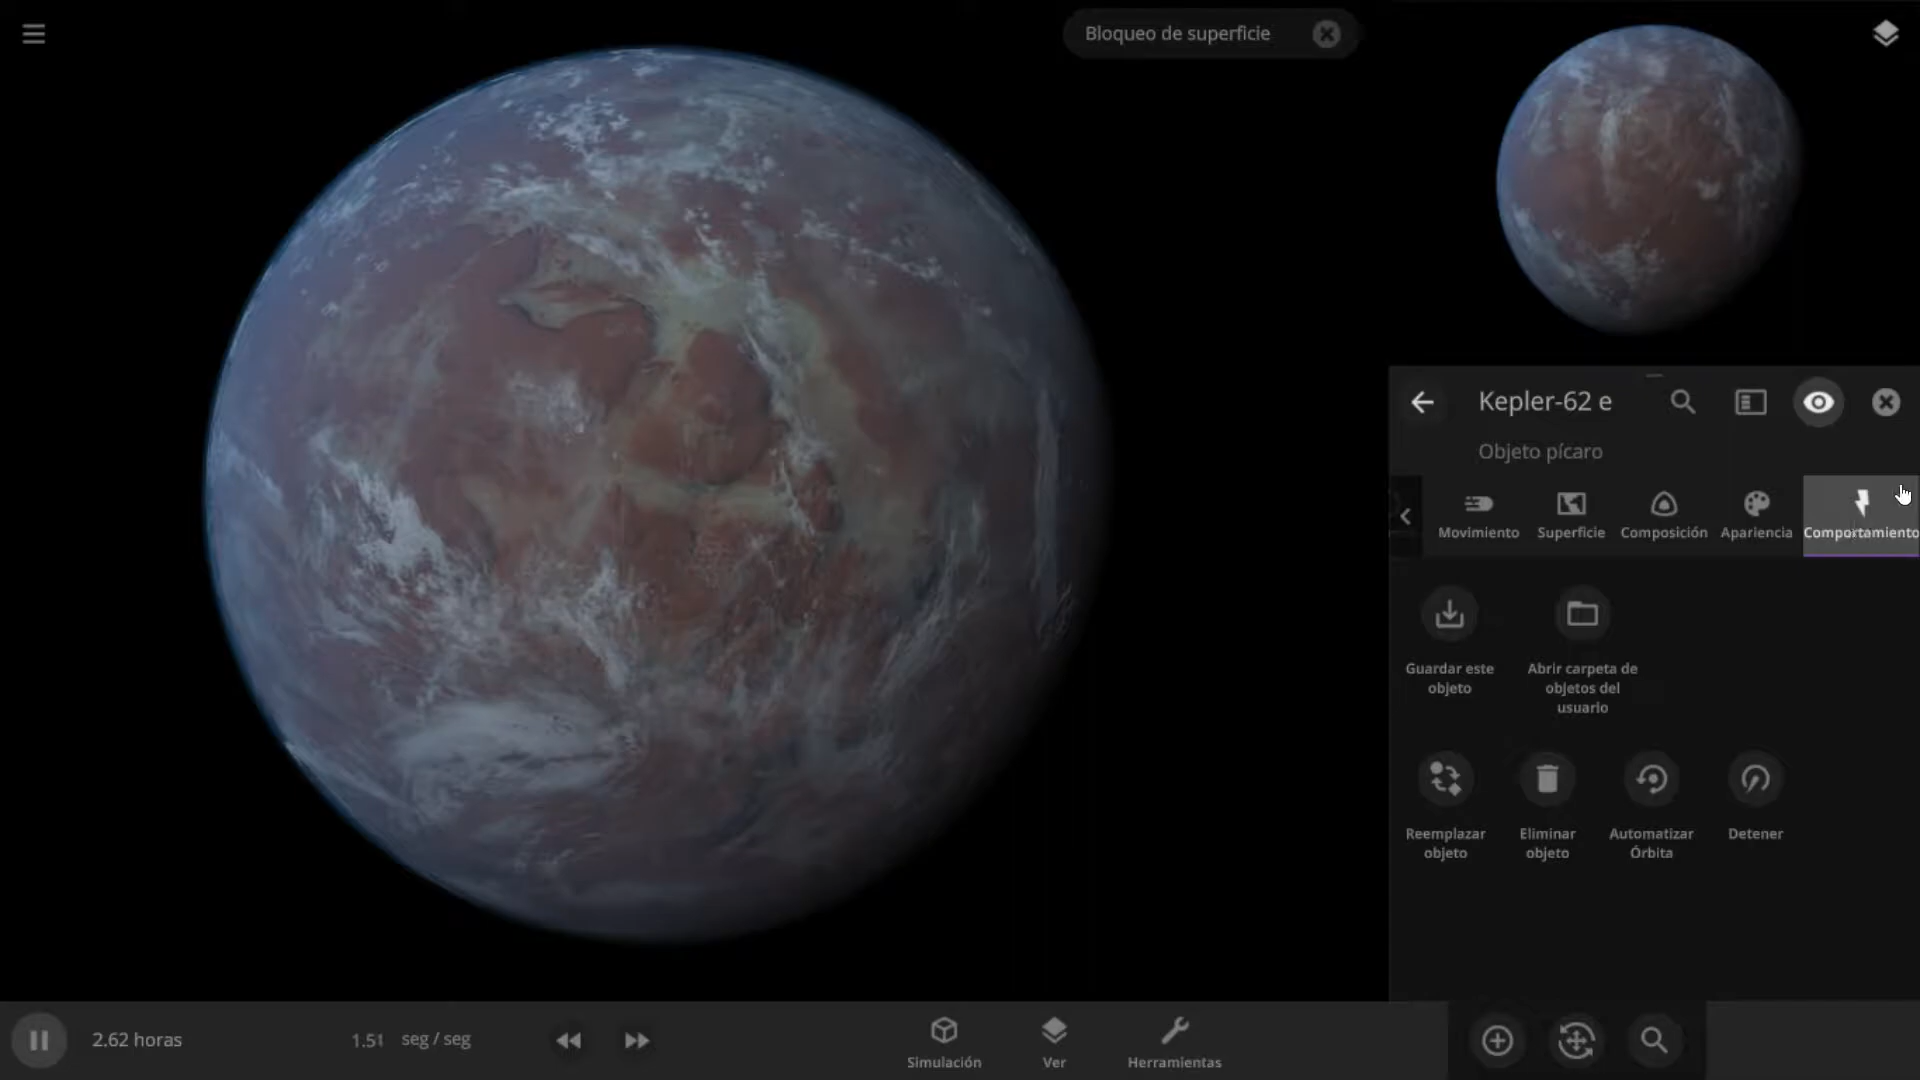 Bloqueo de superficie
Kepler-62 e
Objeto pícaro
Movimiento
Superficie
Composición
Apariencia
Comportamiento
Guardar este
objeto
Abrir carpeta de
objetos del
usuario
Reemplazar
objeto
Eliminar
objeto
Automatizar
Órbita
Detener
2.62 horas
1.51 seg / seg
Simulación
Ver
Herramientas